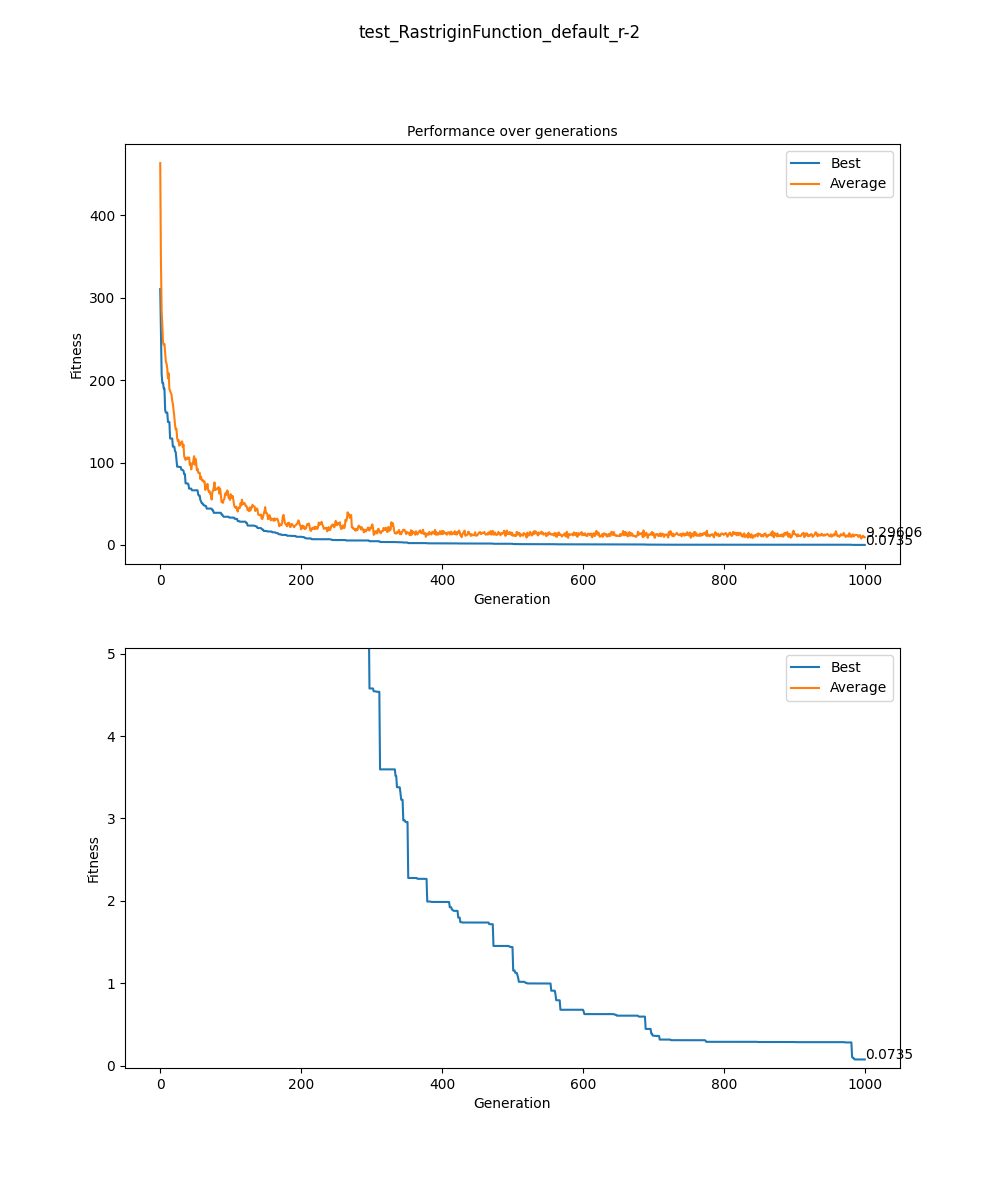 test_RastriginFunction_default_r-2
Performance over generations
Best
Average
Fitness
400
300
200
100
0
9.29606
0.0735
0 200 400 600 800 1000
Generation
Best
Average
Fitness
5
4
3
2
1
0
0.0735
0 200 400 600 800 1000
Generation